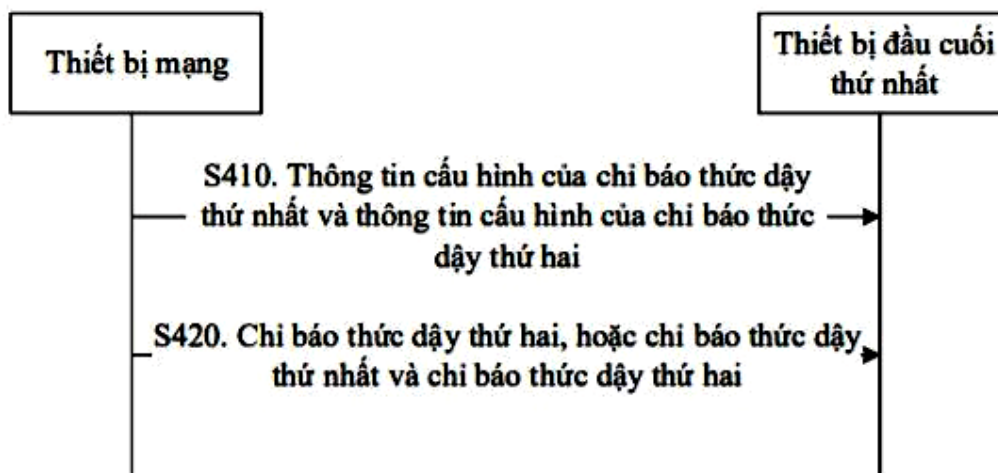 Thiết bị mạng
Thiết bị đầu cuối
thứ nhất
S410. Thông tin cấu hình của chỉ báo thức dậy
thứ nhất và thông tin cấu hình của chỉ báo thức
dậy thứ hai
S420. Chỉ báo thức dậy thứ hai, hoặc chỉ báo thức dậy
thứ nhất và chỉ báo thức dậy thứ hai